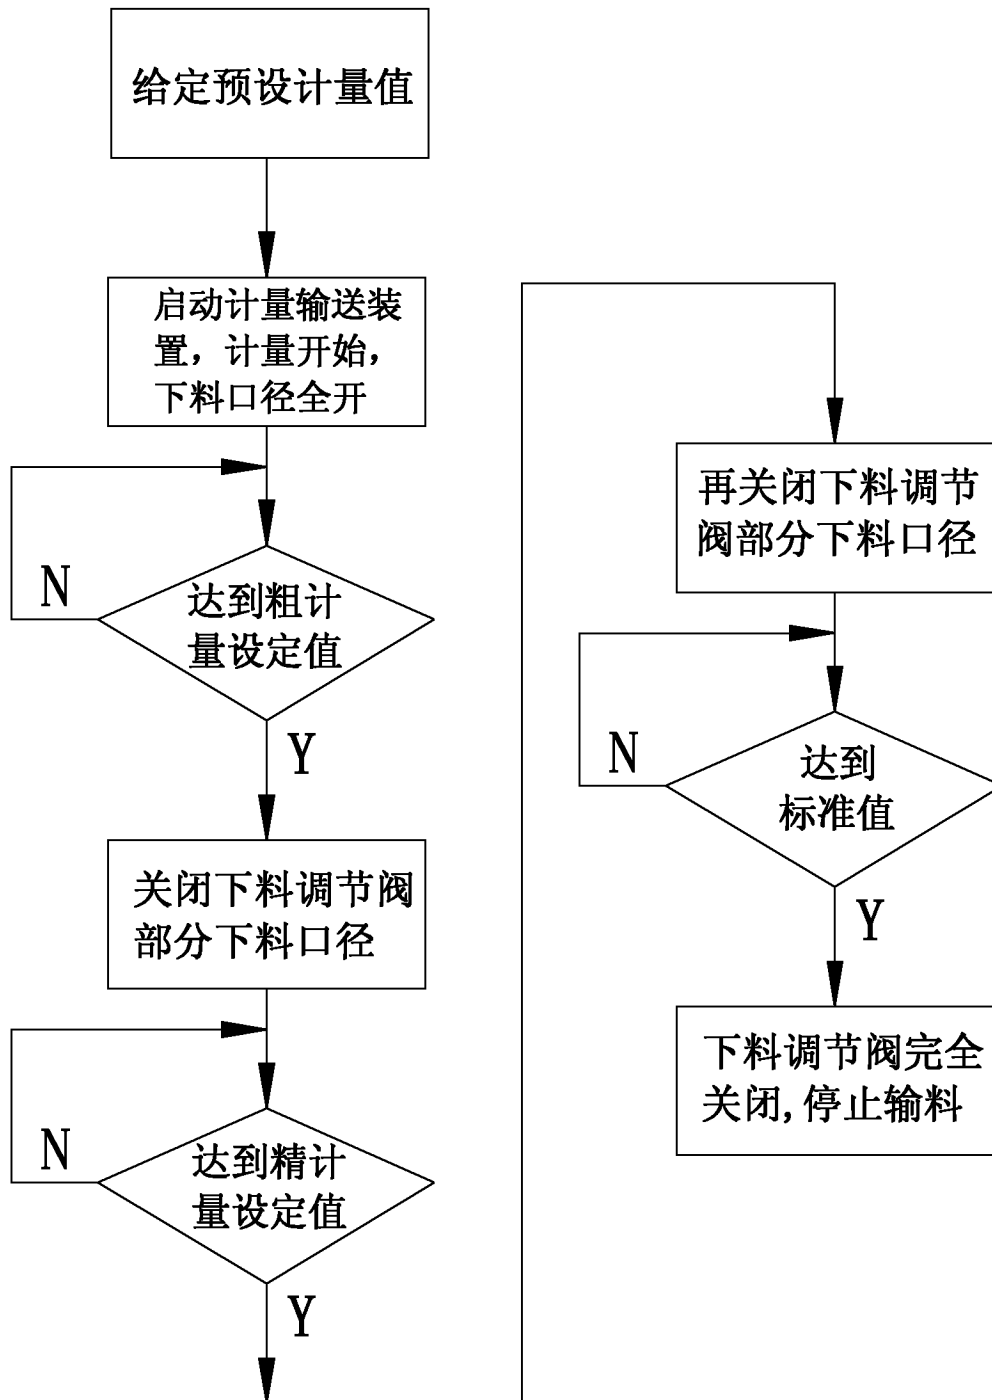 给定预设计量值
启动计量输送装
置，计量开始，
下料口径全开
N
达到粗计
量设定值
Y
关闭下料调节阀
部分下料口径
N
达到精计
量设定值
Y
再关闭下料调节
阀部分下料口径
N
达到
标准值
Y
下料调节阀完全
关闭,停止输料